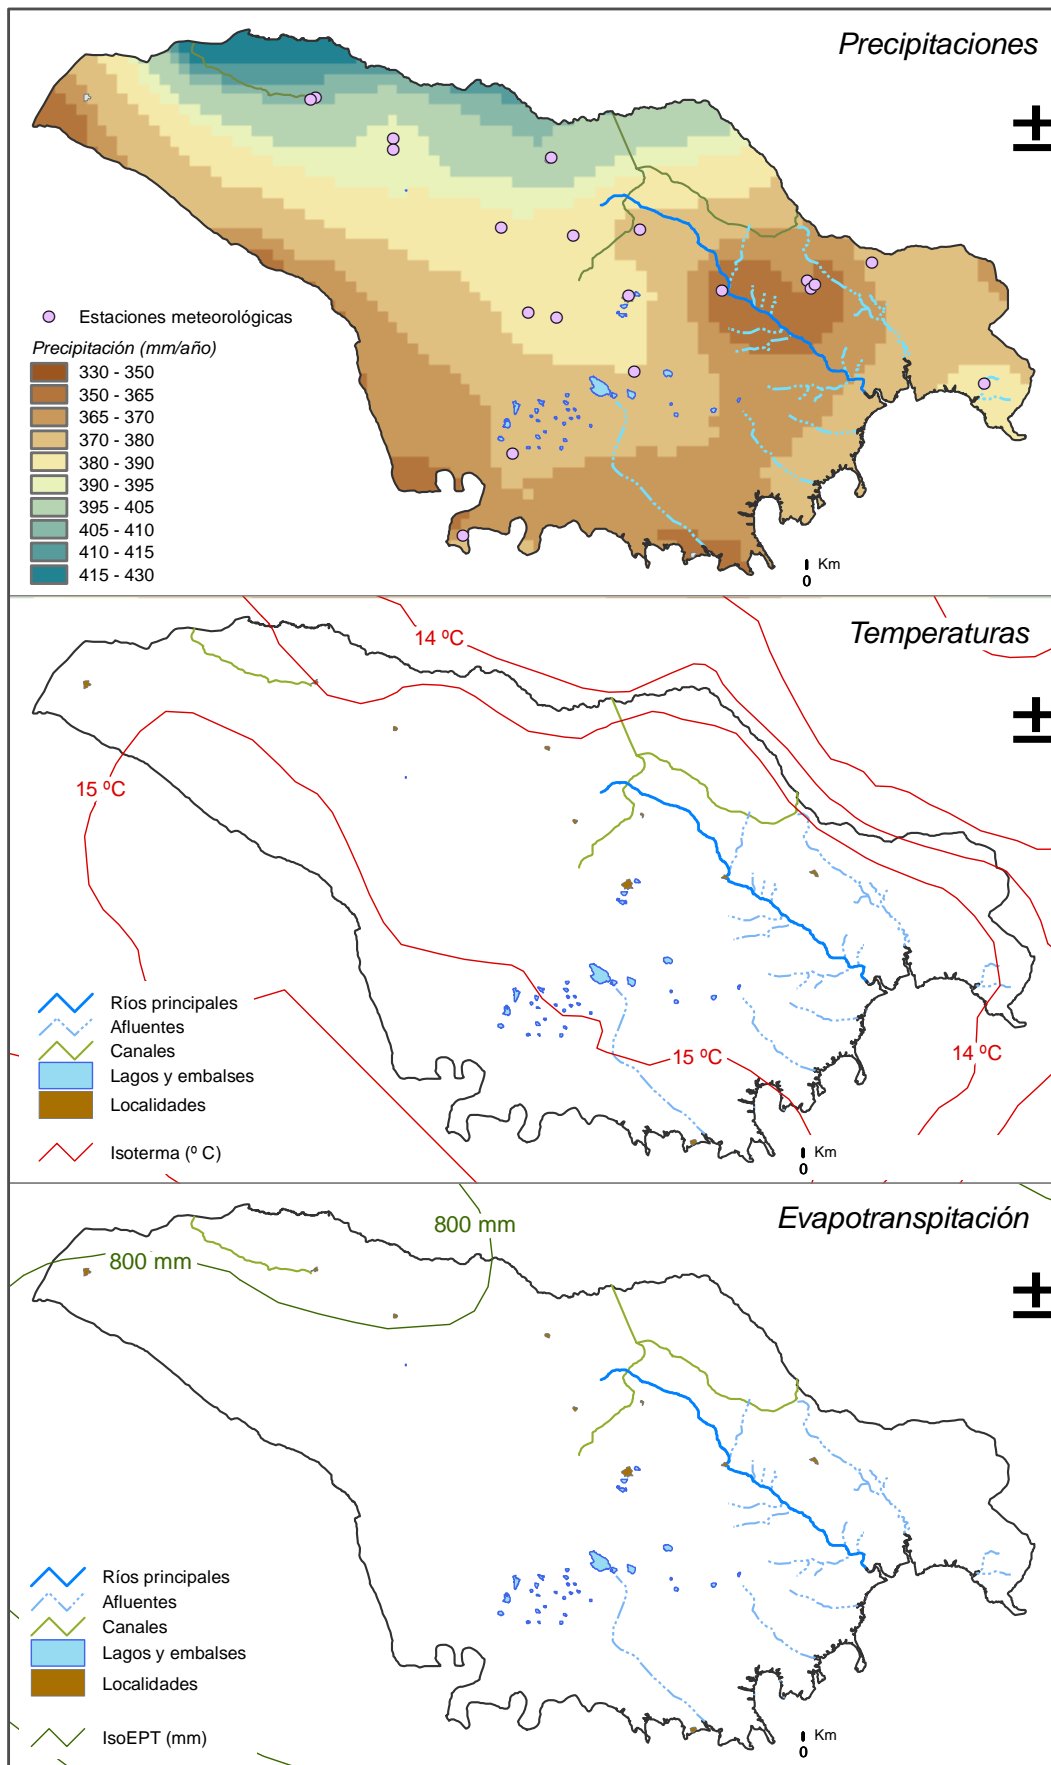 Precipitaciones
Estaciones meteorológicas
Precipitación (mm/año)
330 - 350
350 - 365
365 - 370
370 - 380
380 - 390
390 - 395
395 - 405
405 - 410
410 - 415
415 - 430
Km
0
Temperaturas
14 ºC
15 ºC
15 ºC
14 ºC
Ríos principales
Afluentes
Canales
Lagos y embalses
Localidades
Isoterma (º C)
Km
0
Evapotranspitación
800 mm
800 mm
Ríos principales
Afluentes
Canales
Lagos y embalses
Localidades
IsoEPT (mm)
Km
0